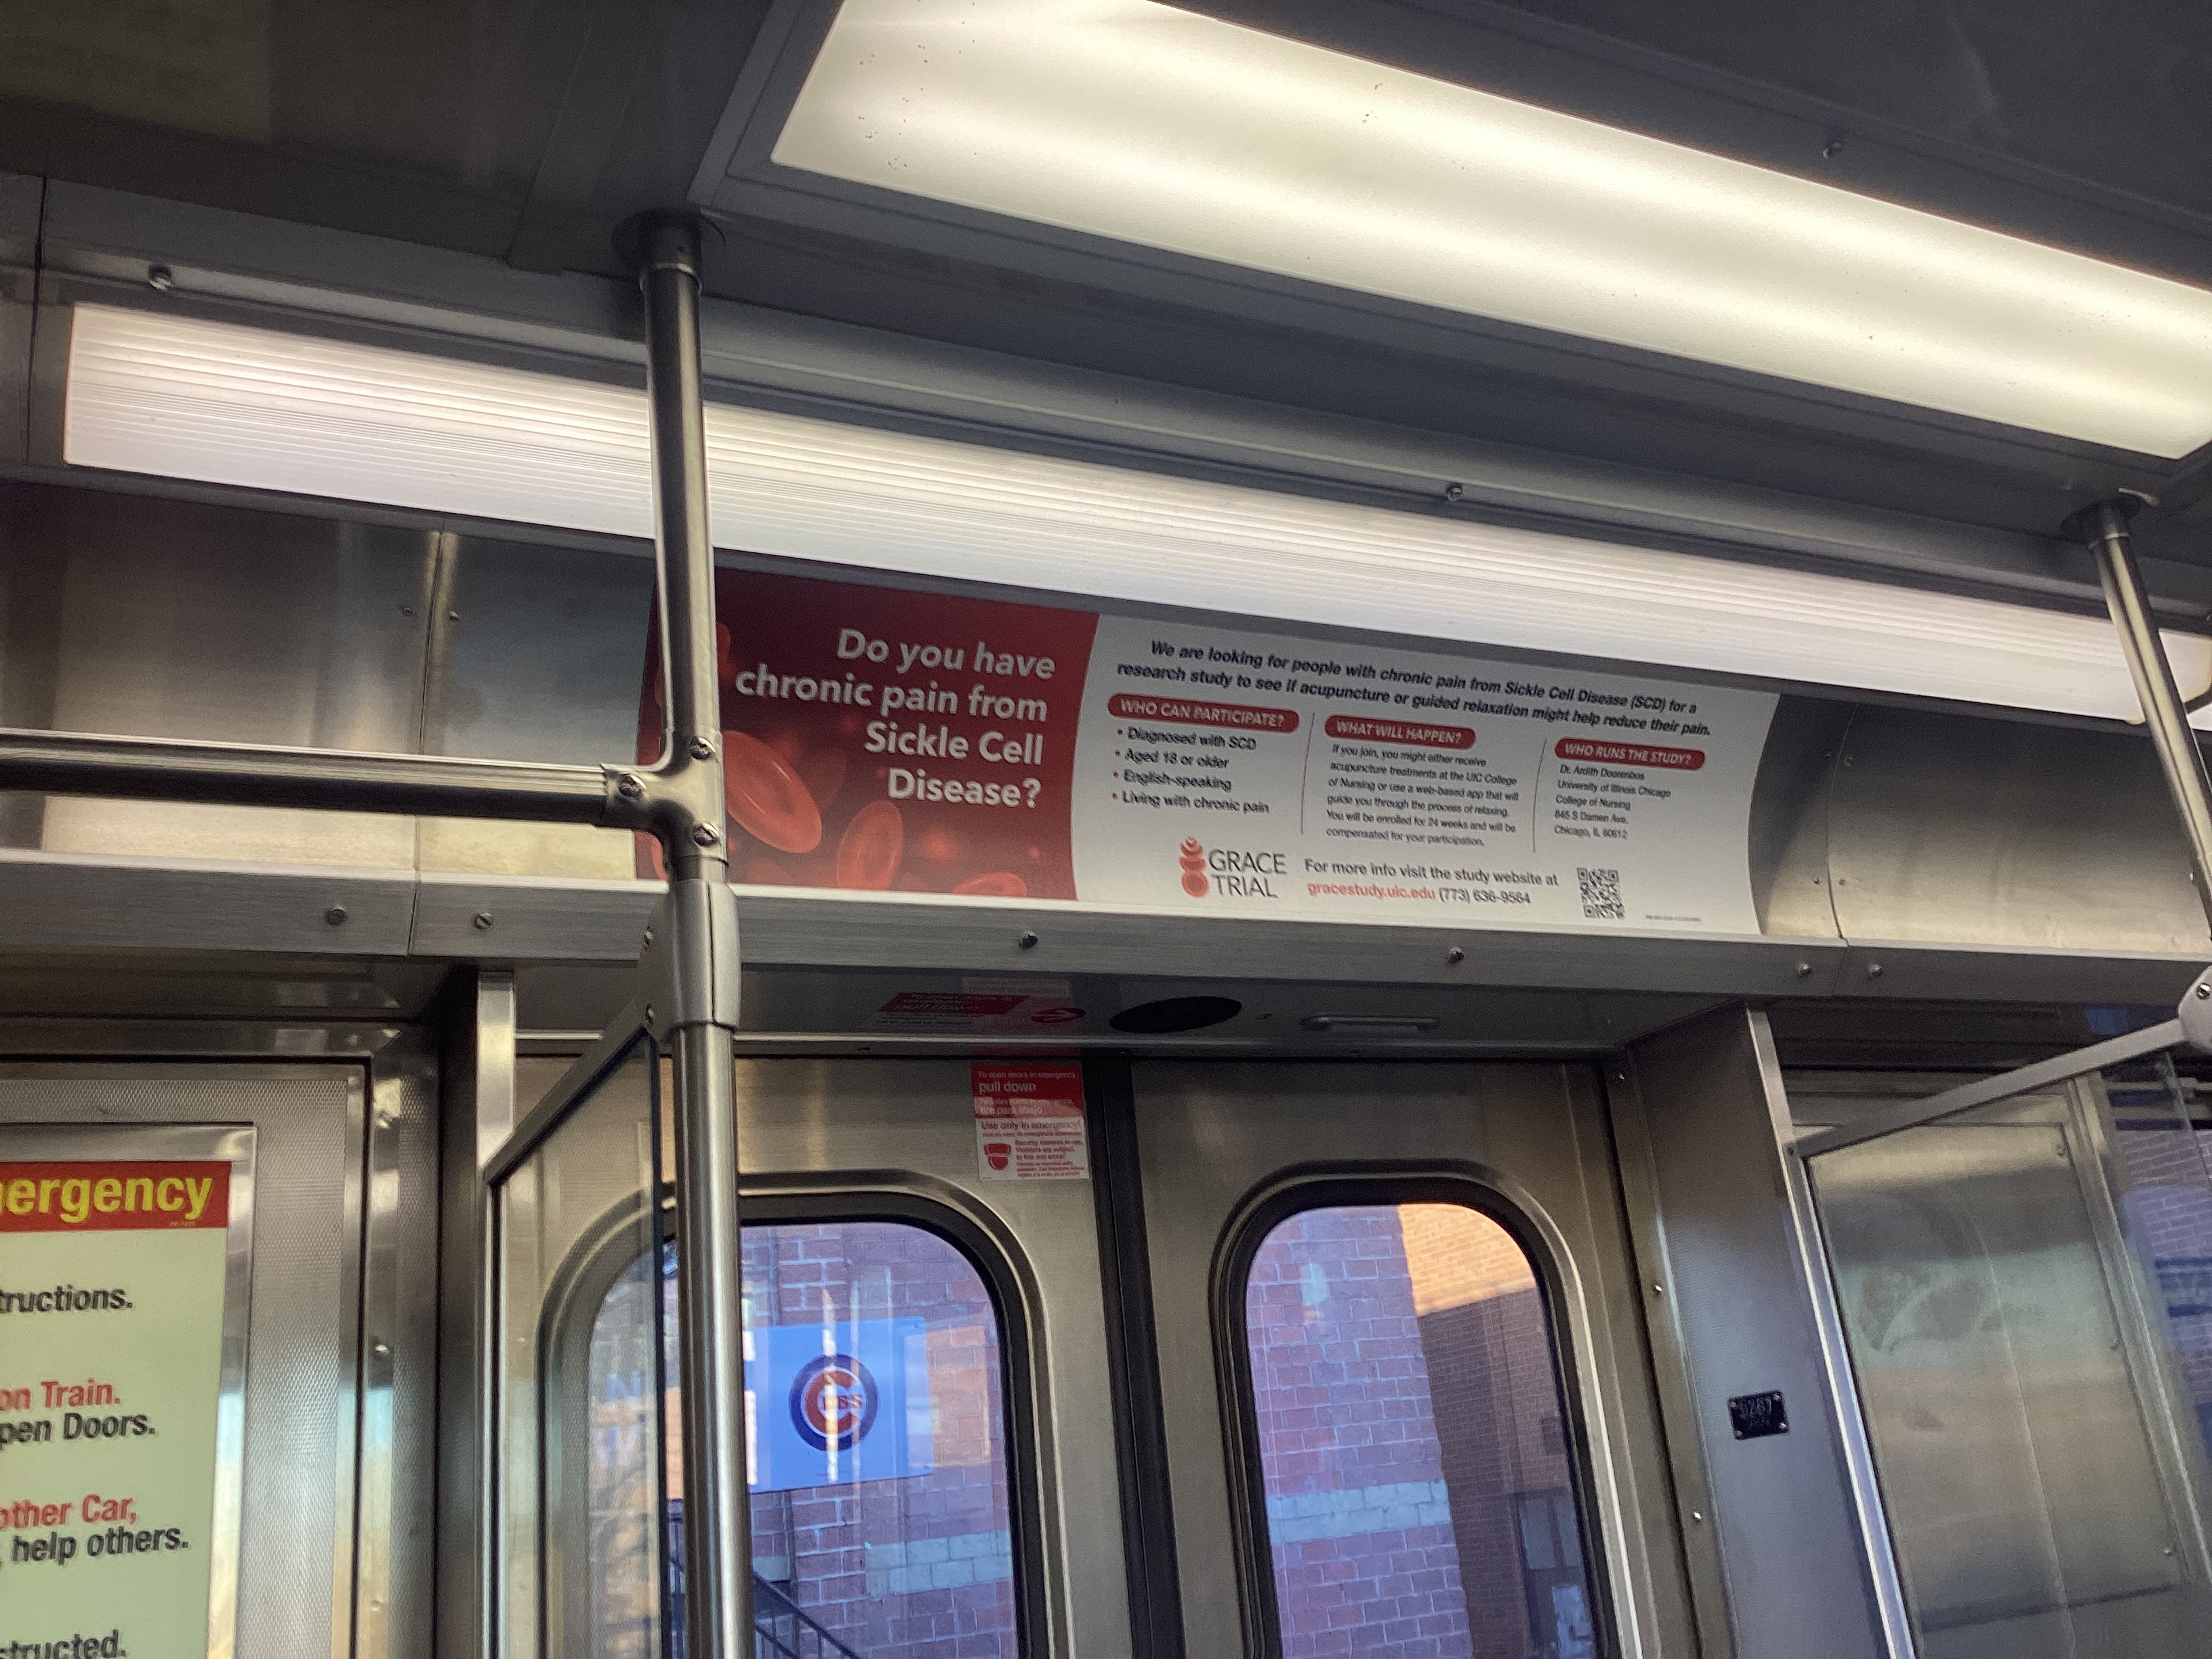 Do you have
chronic pain from
Sickle Cell
Disease?
We are looking for people with chronic pain from Sickle Cell Disease (SCD) for a
research study to see if acupuncture or guided relaxation might help reduce their pain.
WHO CAN PARTICIPATE?
• Diagnosed with SCD
• Aged 18 or older
• English-speaking
• Living with chronic pain
WHAT WILL HAPPEN?
If you join, you might either receive
acupuncture treatments at the UIC College
of Nursing or use a web-based app that will
guide you through the process of relaxing.
You will be enrolled for 24 weeks and will be
compensated for your participation.
WHO RUNS THE STUDY?
Dr. Ardith Doorenbos
University of Illinois Chicago
College of Nursing
845 S Damen Ave,
Chicago, IL 60612
GRACE
TRIAL
For more info visit the study website at
gracestudy.uic.edu (773) 636-9564
To open doors in emergency,
pull down
tire para abajo
Use only in emergency!
ergency
tructions.
on Train.
pen Doors.
other Car,
, help others.
structed.
CUBS